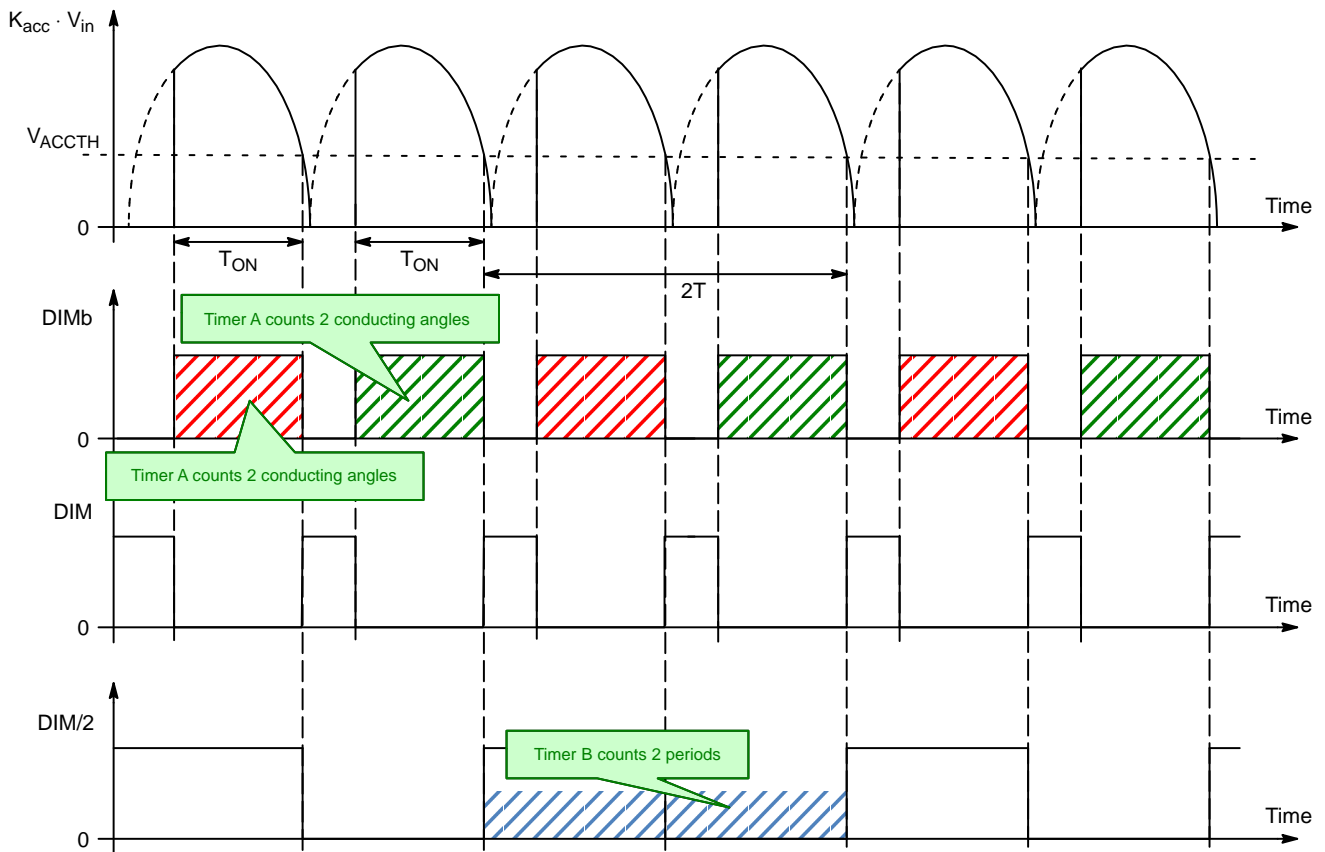 Kacc · Vin
VACCTH
0
Time
TON
TON
2T
DIMb
Timer A counts 2 conducting angles
Time
0
Timer A counts 2 conducting angles
DIM
Time
0
DIM/2
Timer B counts 2 periods
Time
0